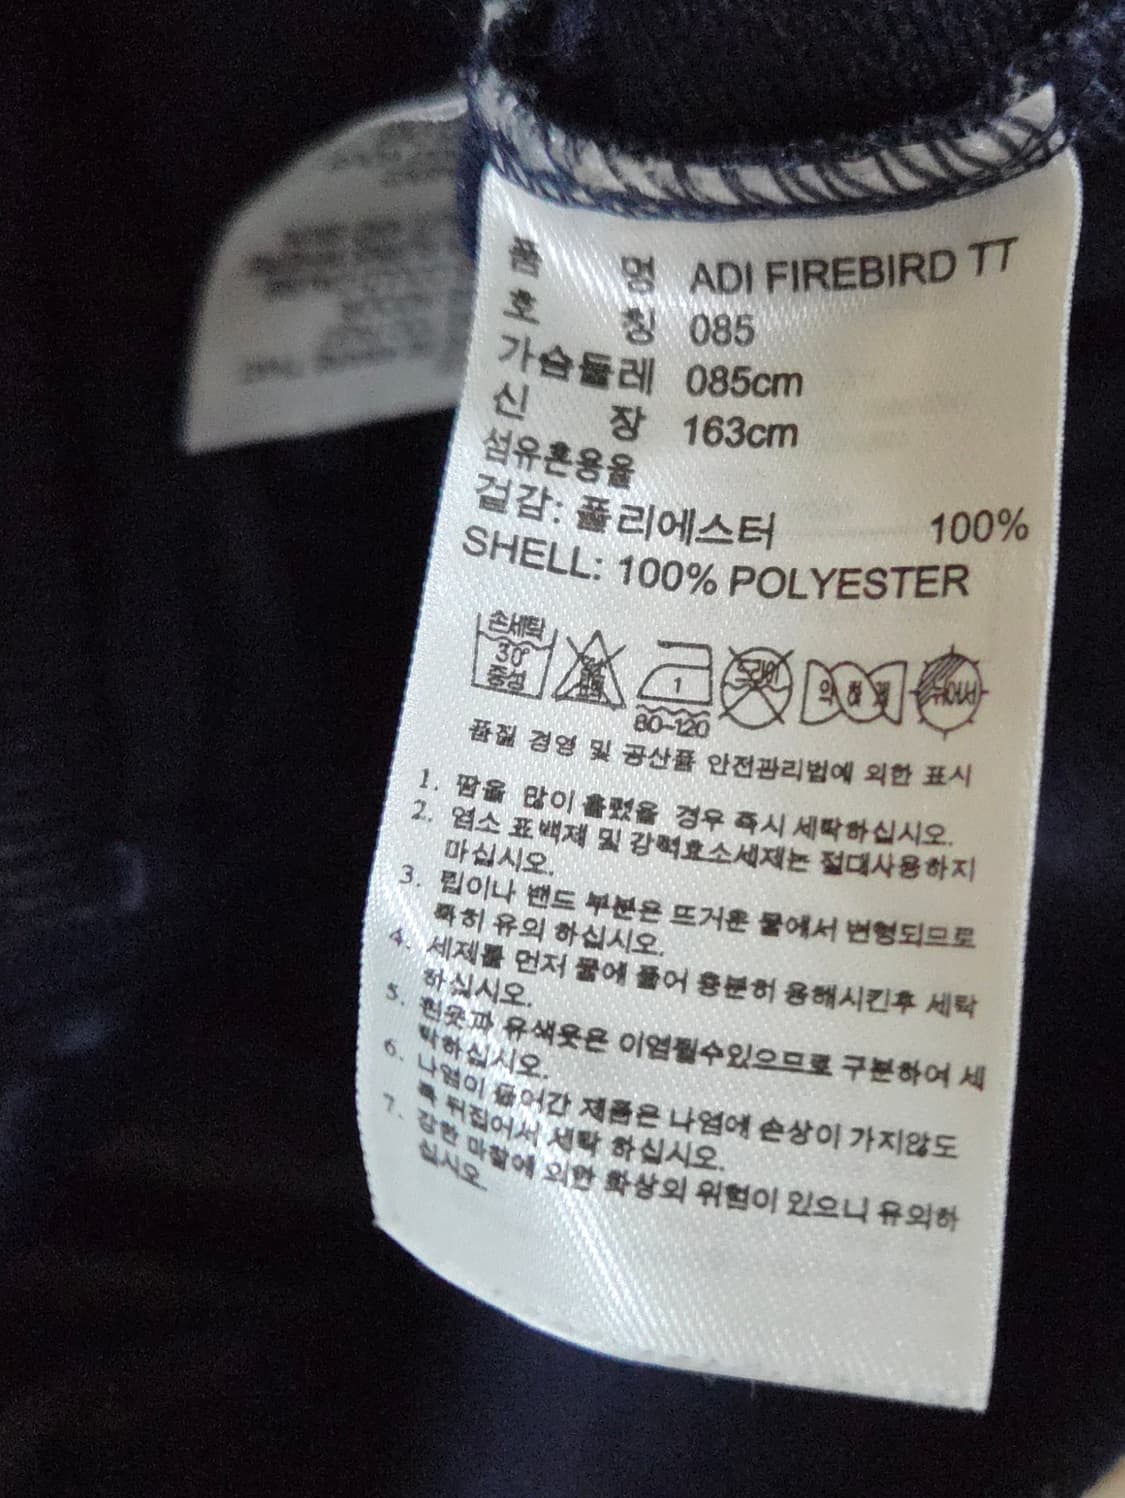 품 명 ADI FIREBIRD TT
호 칭 085
가슴둘레 085cm
신 장 163cm
섬유혼용율
겉감: 폴리에스터 100%
SHELL: 100% POLYESTER
손세탁 30° 중성 1 80~120 드라이 약하게 뉘어서
품질 경영 및 공산품 안전관리법에 의한 표시
1. 땀을 많이 흘렸을 경우 즉시 세탁하십시오.
2. 염소 표백제 및 강력효소세제는 절대사용하지
마십시오.
3. 립이나 밴드 부분은 뜨거운 물에서 변형되므로
특히 유의 하십시오.
4. 세제를 먼저 물에 풀어 충분히 용해시킨후 세탁
하십시오.
5. 흰옷과 유색옷은 이염될수있으므로 구분하여 세
탁하십시오.
6. 나염이 들어간 제품은 나염에 손상이 가지않도
록 뒤집어서 세탁 하십시오.
7. 강한 마찰에 의한 화상의 위험이 있으니 유의하
십시오.